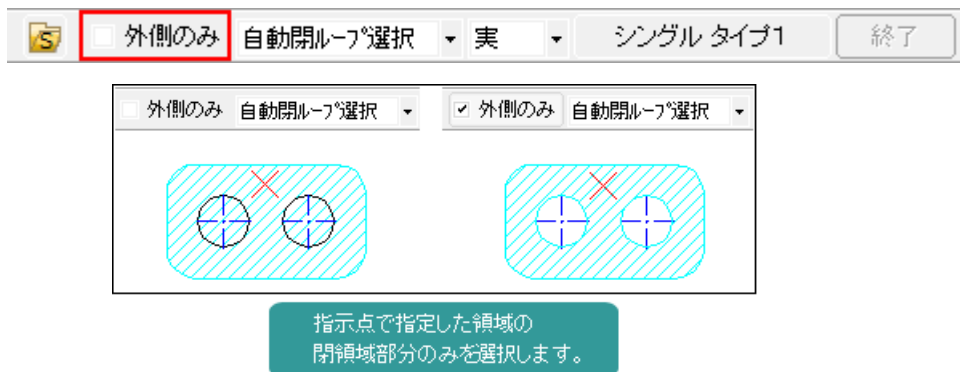 S 外側のみ 自動閉ループ選択 実 シングル タイプ1 終了
外側のみ 自動閉ループ選択 外側のみ 自動閉ループ選択
指示点で指定した領域の
閉領域部分のみを選択します。